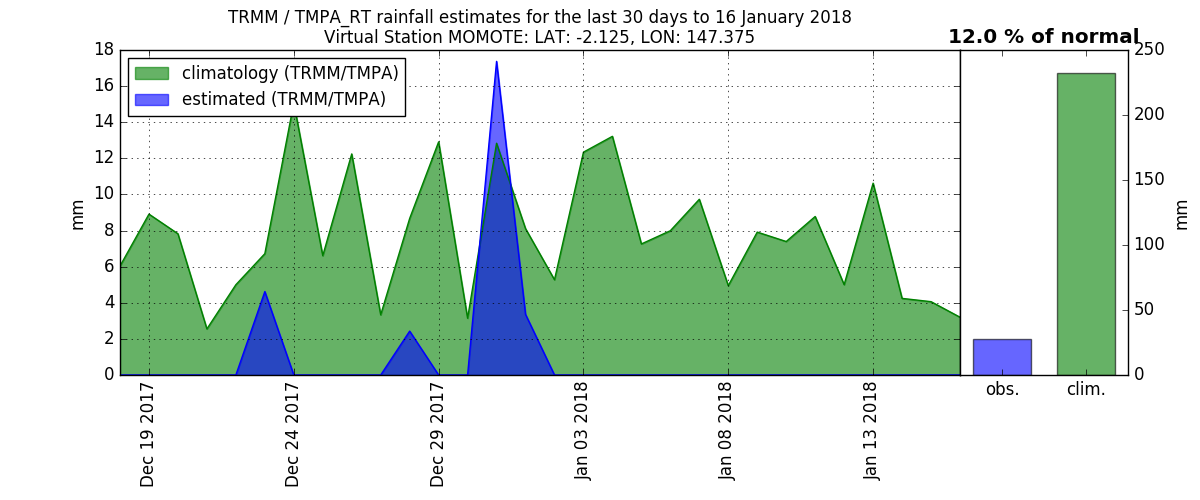 TRMM / TMPA_RT rainfall estimates for the last 30 days to 16 January 2018
Virtual Station MOMOTE: LAT: -2.125, LON: 147.375
12.0 % of normal
climatology (TRMM/TMPA)
estimated (TRMM/TMPA)
mm
18
16
14
12
10
8
6
4
2
0
Dec 19 2017
Dec 24 2017
Dec 29 2017
Jan 03 2018
Jan 08 2018
Jan 13 2018
250
200
150
100
50
0
mm
obs.
clim.